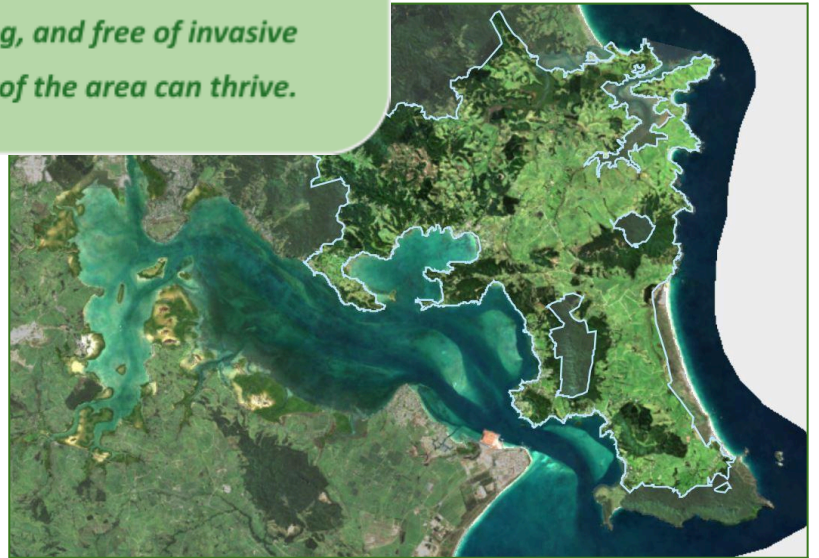 g, and free of invasive
of the area can thrive.